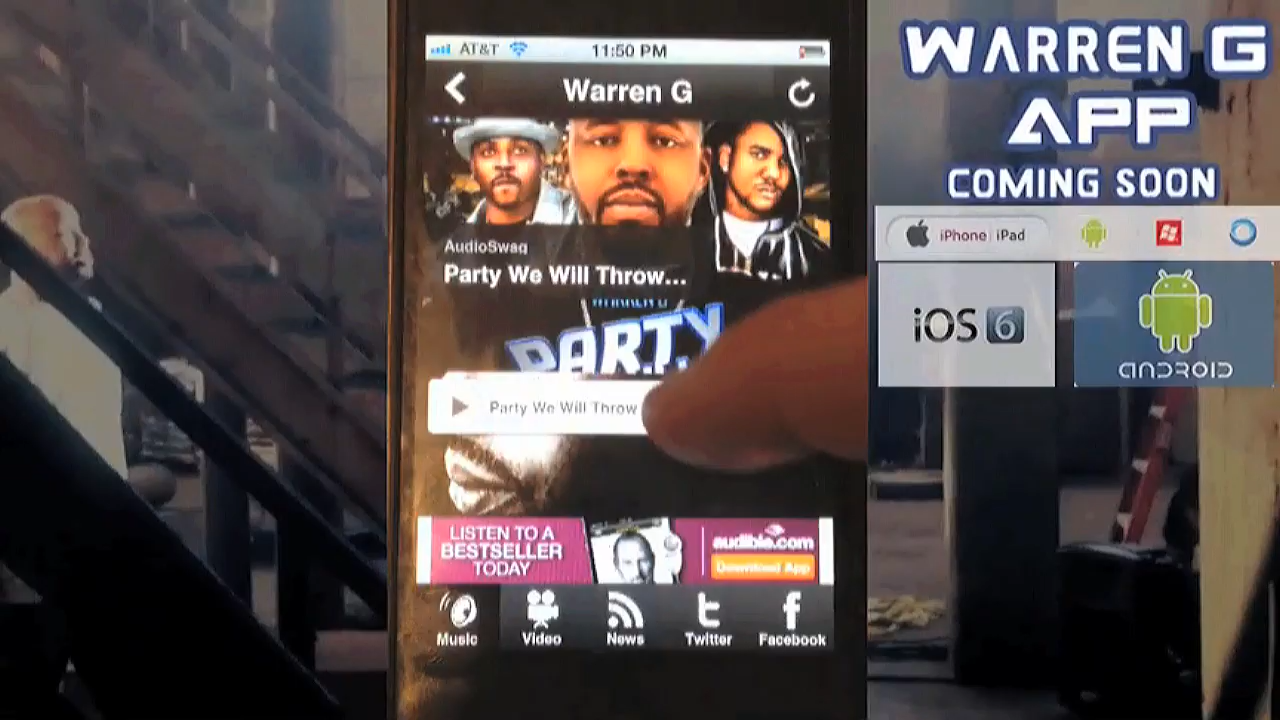 AT&T 11:50 PM
Warren G
AudioSwag
Party We Will Throw...
WARREN G
P.A.R.T.Y
Party We Will Throw
LISTEN TO A
BESTSELLER
TODAY
audible.com
Download App
Music Video News Twitter Facebook
WARREN G
APP
COMING SOON
iPhone iPad
iOS 6
ANDROID